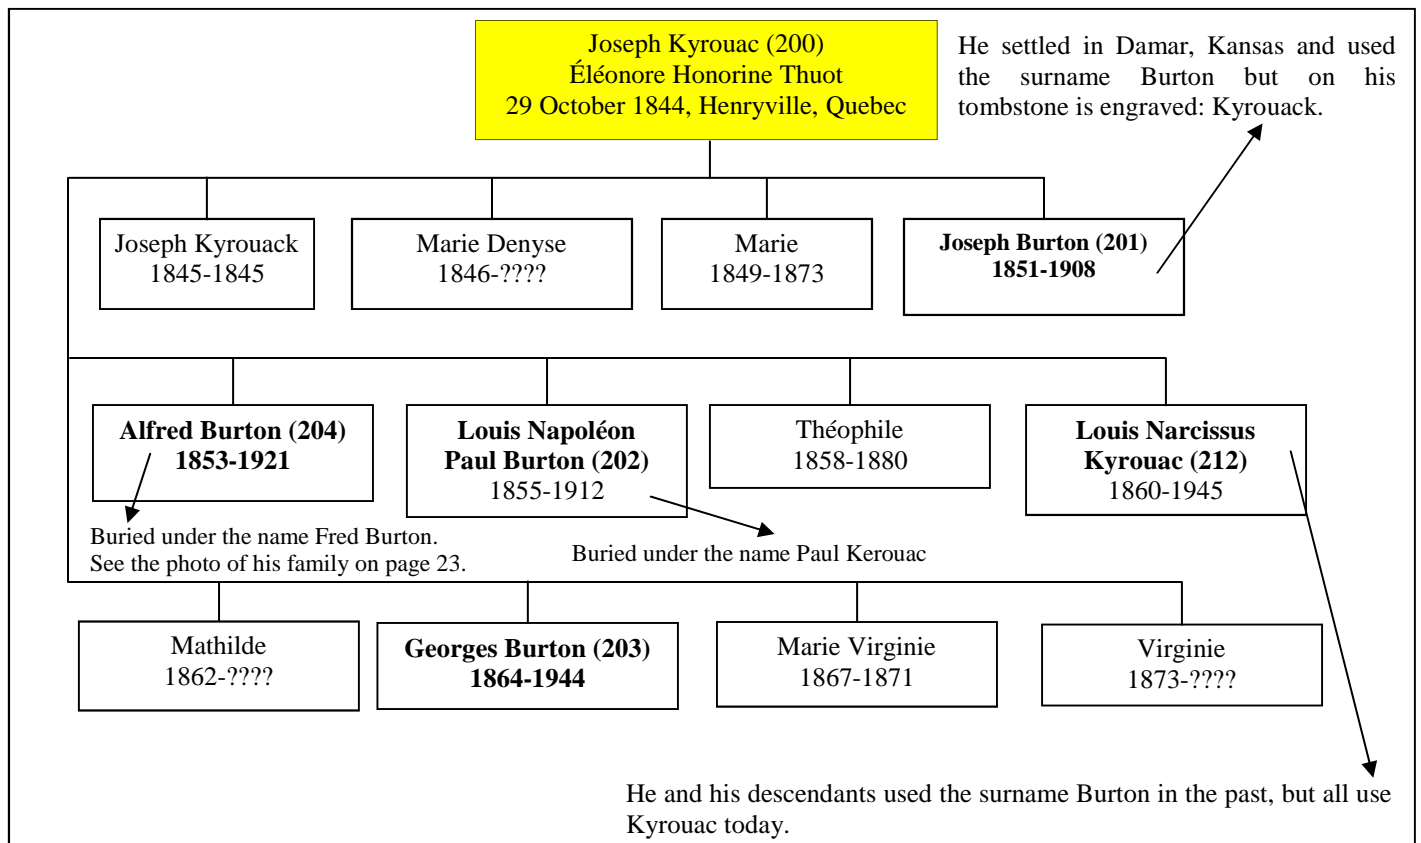 Joseph Kyrouac (200)
Éléonore Honorine Thuot
29 October 1844, Henryville, Quebec
He settled in Damar, Kansas and used
the surname Burton but on his
tombstone is engraved: Kyrouack.
Joseph Kyrouack
1845-1845
Marie Denyse
1846-????
Marie
1849-1873
Joseph Burton (201)
1851-1908
Alfred Burton (204)
1853-1921
Louis Napoléon
Paul Burton (202)
1855-1912
Théophile
1858-1880
Louis Narcissus
Kyrouac (212)
1860-1945
Buried under the name Fred Burton.
See the photo of his family on page 23.
Buried under the name Paul Kerouac
Mathilde
1862-????
Georges Burton (203)
1864-1944
Marie Virginie
1867-1871
Virginie
1873-????
He and his descendants used the surname Burton in the past, but all use
Kyrouac today.